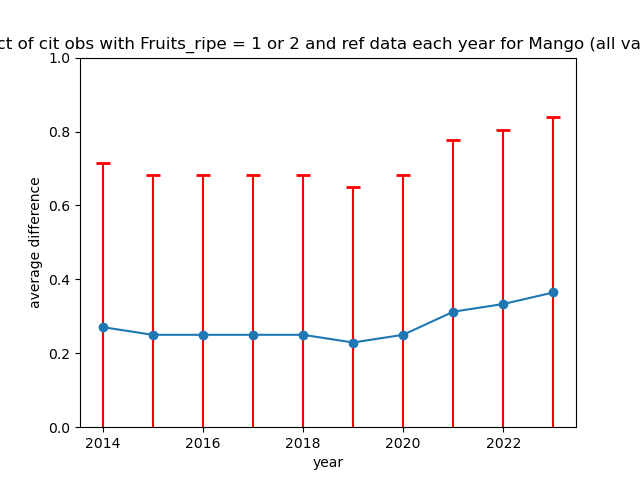 ct of cit obs with Fruits_ripe = 1 or 2 and ref data each year for Mango (all va
1.0
0.8
0.6
0.4
0.2
0.0
average difference
2014 2016 2018 2020 2022
year